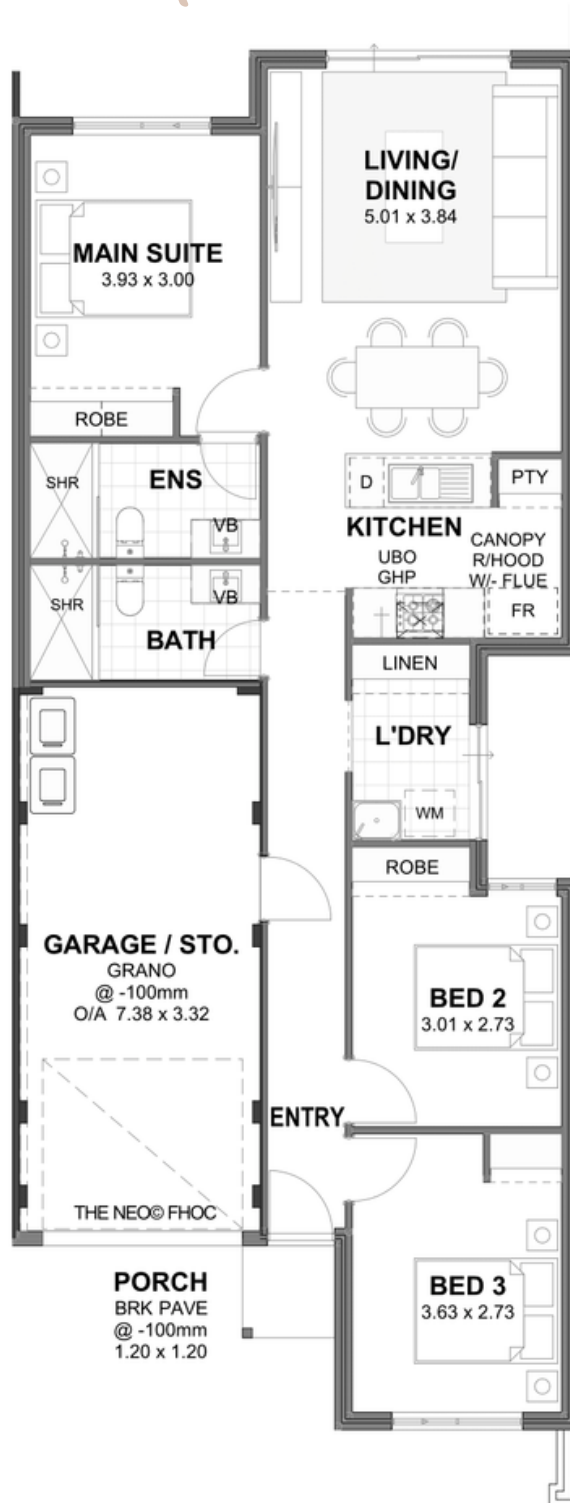 LIVING/
DINING
5.01 x 3.84
MAIN SUITE
3.93 x 3.00
ROBE
SHR
ENS
VB
D
PTY
KITCHEN
UBO
GHP
CANOPY
R/HOOD
W/- FLUE
FR
SHR
VB
BATH
LINEN
L'DRY
WM
ROBE
GARAGE / STO.
GRANO
@ -100mm
O/A 7.38 x 3.32
BED 2
3.01 x 2.73
ENTRY
THE NEO© FHOC
PORCH
BRK PAVE
@ -100mm
1.20 x 1.20
BED 3
3.63 x 2.73